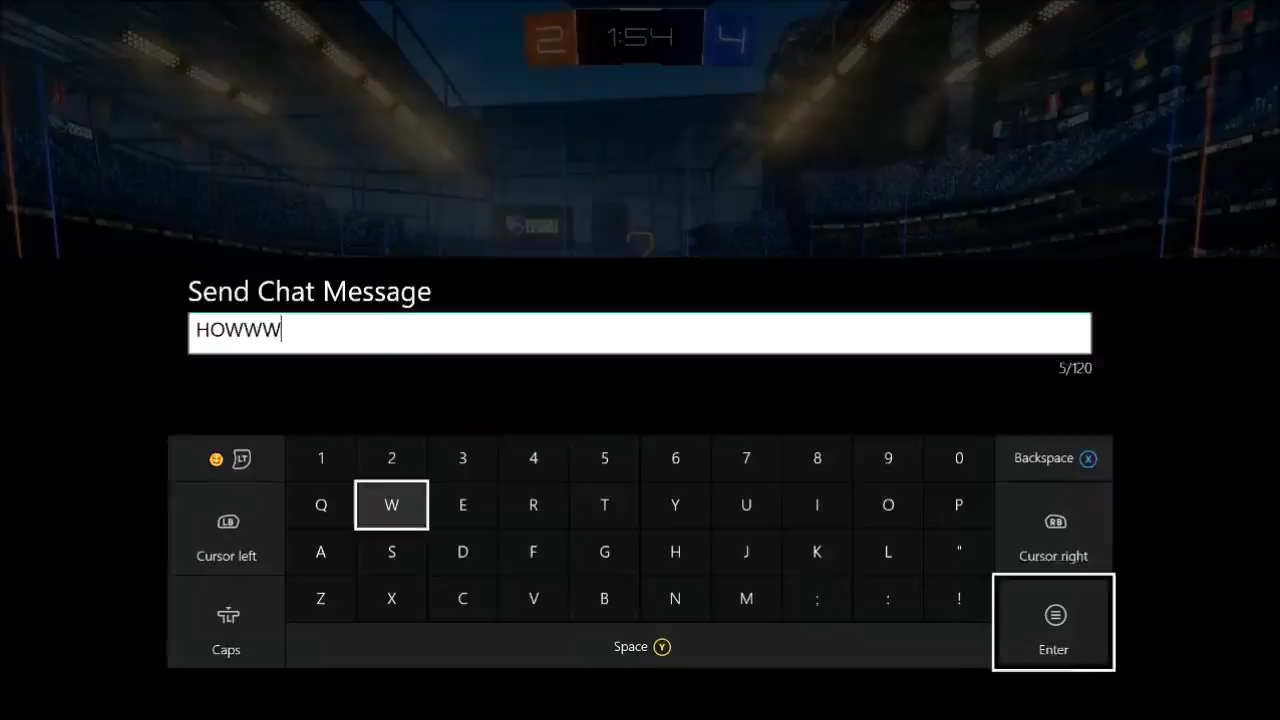 2 1:54 4
Send Chat Message
HOWWW
5/120
LT 1 2 3 4 5 6 7 8 9 0 Backspace X
Q W E R T Y U I O P
LB RB
Cursor left A S D F G H J K L " Cursor right
Z X C V B N M ; : !
Caps Space Y Enter